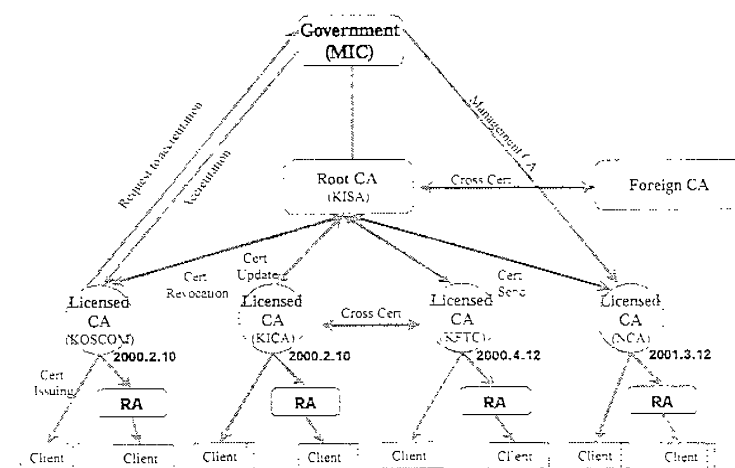 Government
(MIC)
Request to accreditation
Accreditation
Management CA
Root CA
(KISA)
Cross Cert
Foreign CA
Cert
Revocation
Cert
Update
Cert
Send
Licensed
CA
(KOSCOM)
2000.2.10
Licensed
CA
(KICA)
2000.2.10
Cross Cert
Licensed
CA
(KFTC)
2000.4.12
Licensed
CA
(NCA)
2001.3.12
Cert
Issuing
RA
RA
RA
RA
Client
Client
Client
Client
Client
Client
Client
Client